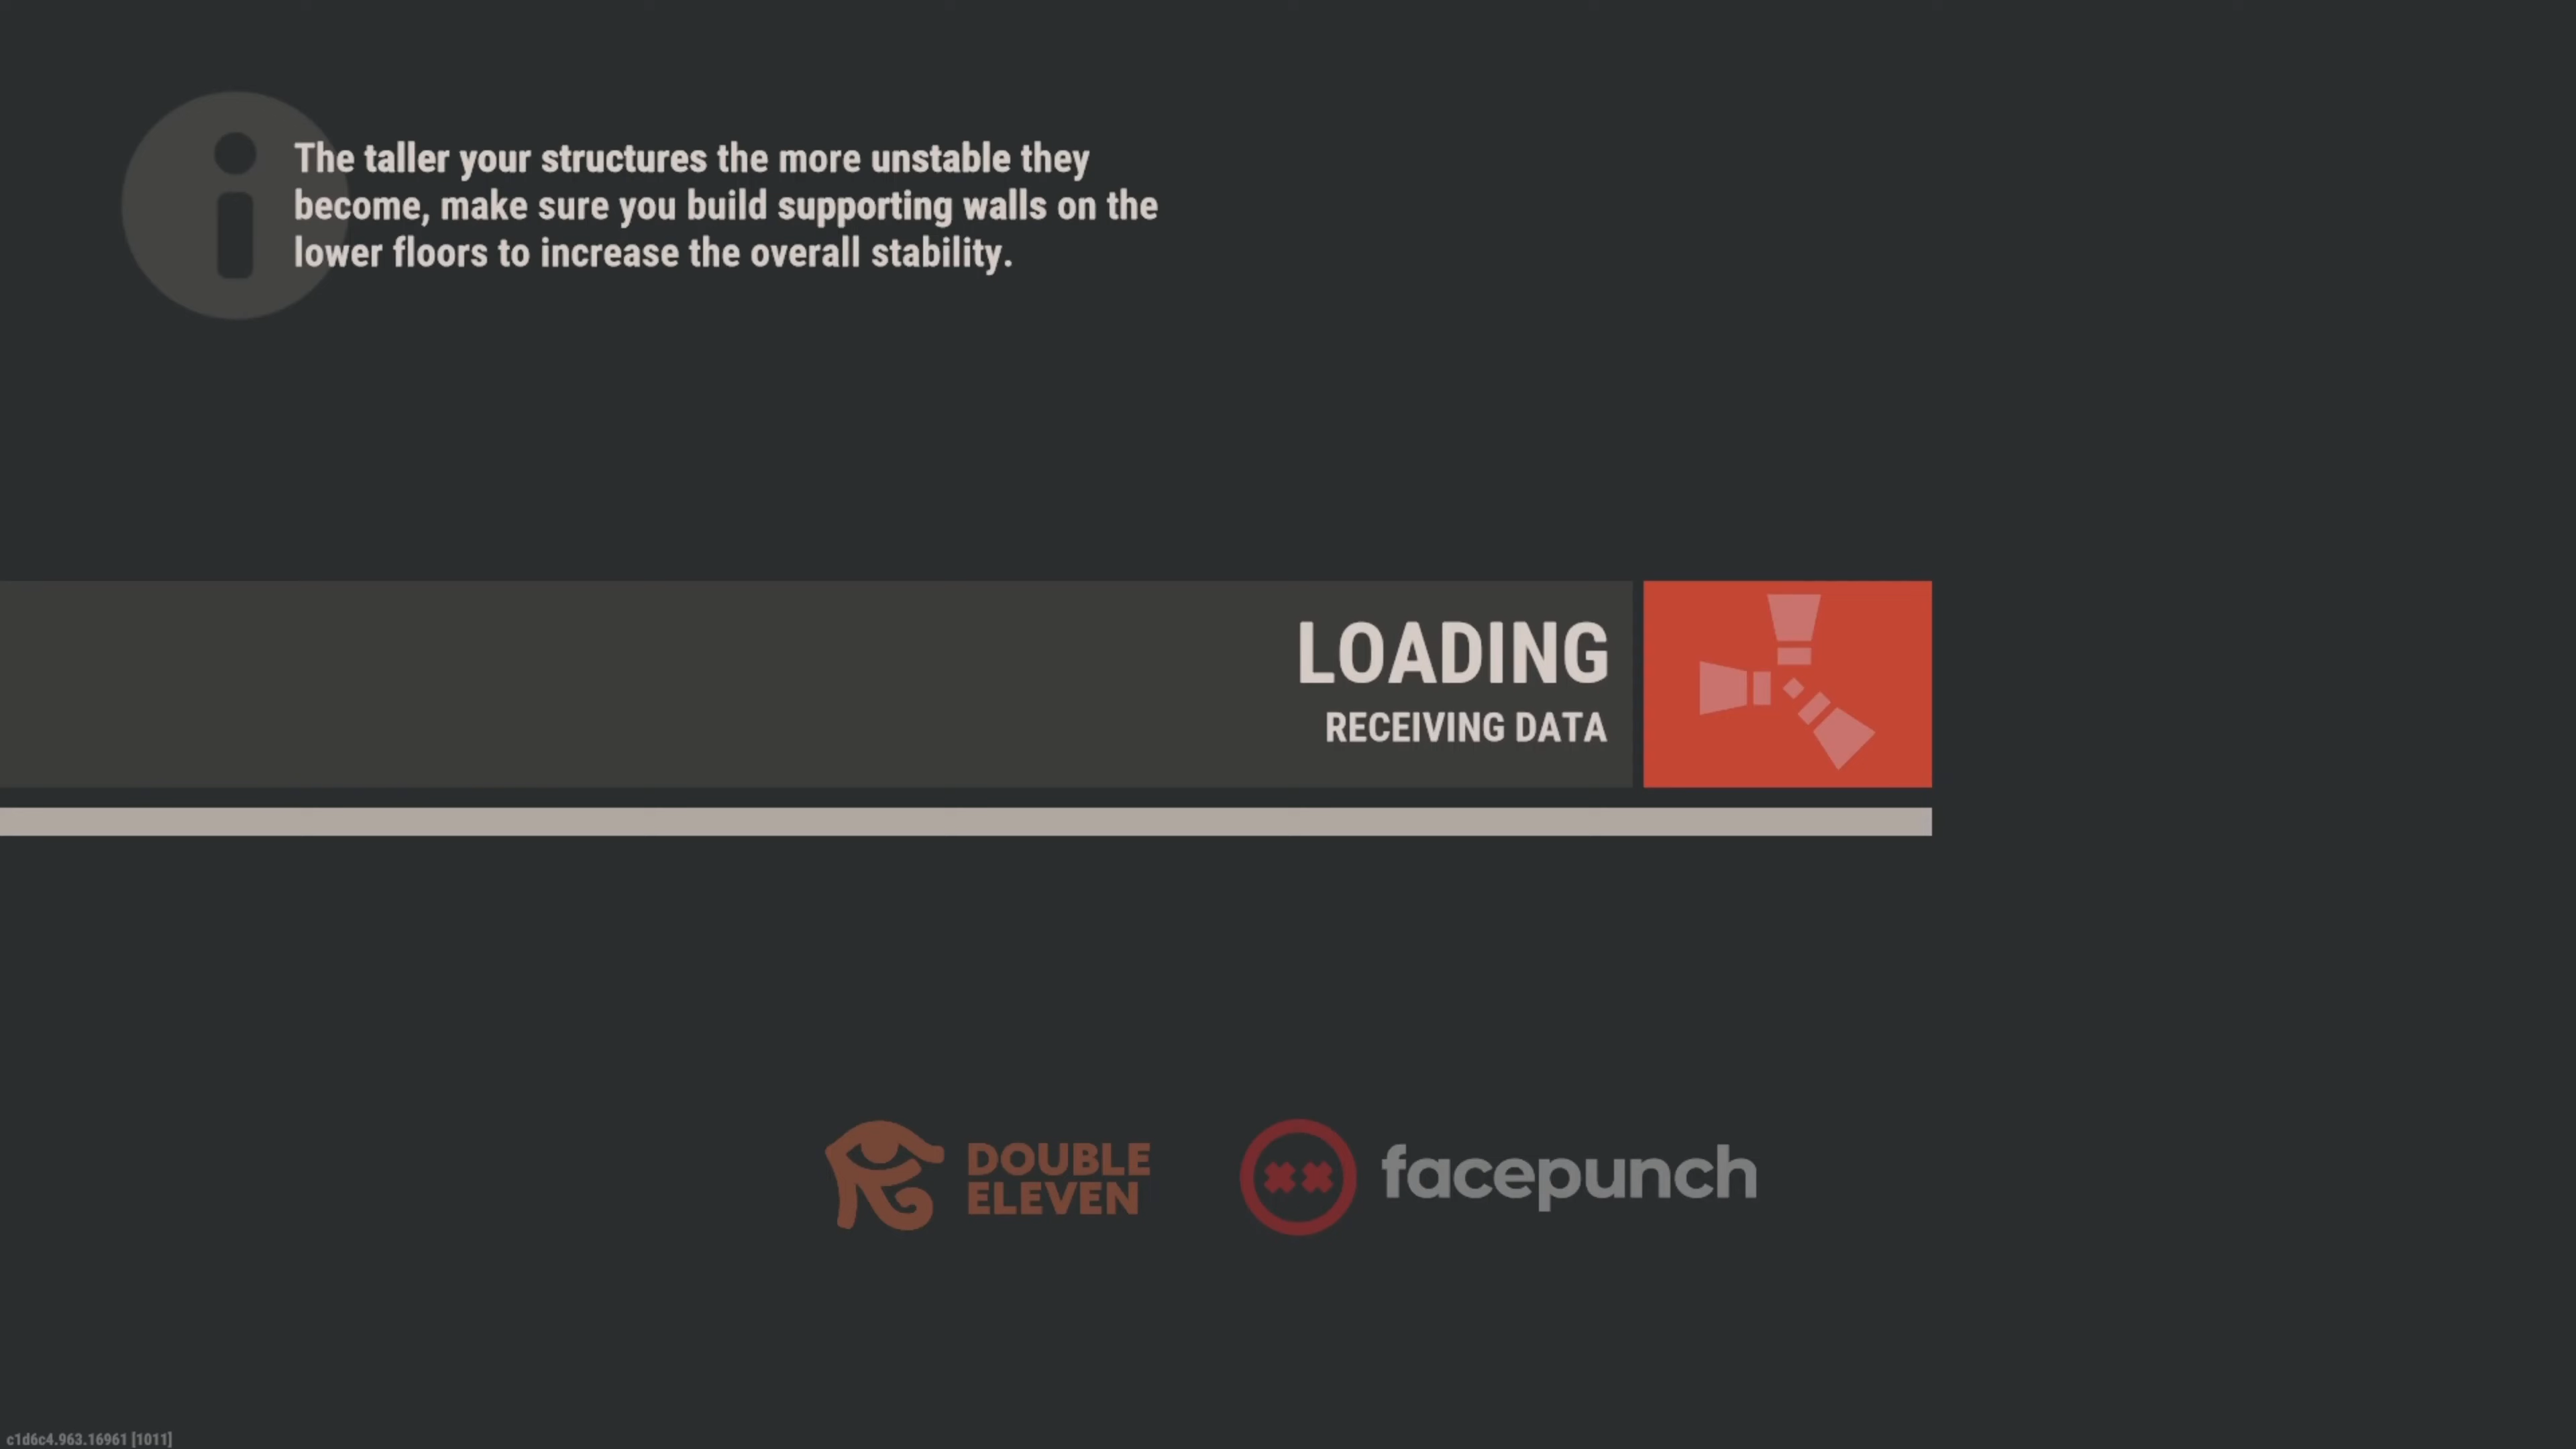 The taller your structures the more unstable they
become, make sure you build supporting walls on the
lower floors to increase the overall stability.
LOADING
RECEIVING DATA
DOUBLE
ELEVEN
facepunch
c1d6c4.963.16961 [1011]